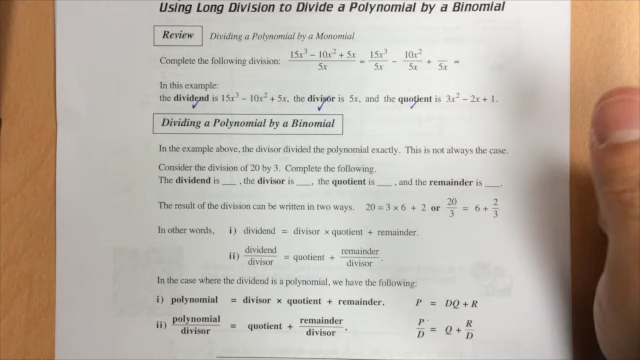 Using Long Division to Divide a Polynomial by a Binomial
Review Dividing a Polynomial by a Monomial
Complete the following division: (15x³ − 10x² + 5x)/5x = 15x³/5x − 10x²/5x + /5x =
In this example:
the dividend is 15x³ − 10x² + 5x, the divisor is 5x, and the quotient is 3x² − 2x + 1.
Dividing a Polynomial by a Binomial
In the example above, the divisor divided the polynomial exactly. This is not always the case.
Consider the division of 20 by 3. Complete the following.
The dividend is ___ , the divisor is ___, the quotient is ___ , and the remainder is ___.
The result of the division can be written in two ways. 20 = 3 × 6 + 2 or 20/3 = 6 + 2/3
In other words, i) dividend = divisor × quotient + remainder.
ii) dividend/divisor = quotient + remainder/divisor.
In the case where the dividend is a polynomial, we have the following:
i) polynomial = divisor × quotient + remainder. P = DQ + R
ii) polynomial/divisor = quotient + remainder/divisor. P/D = Q + R/D